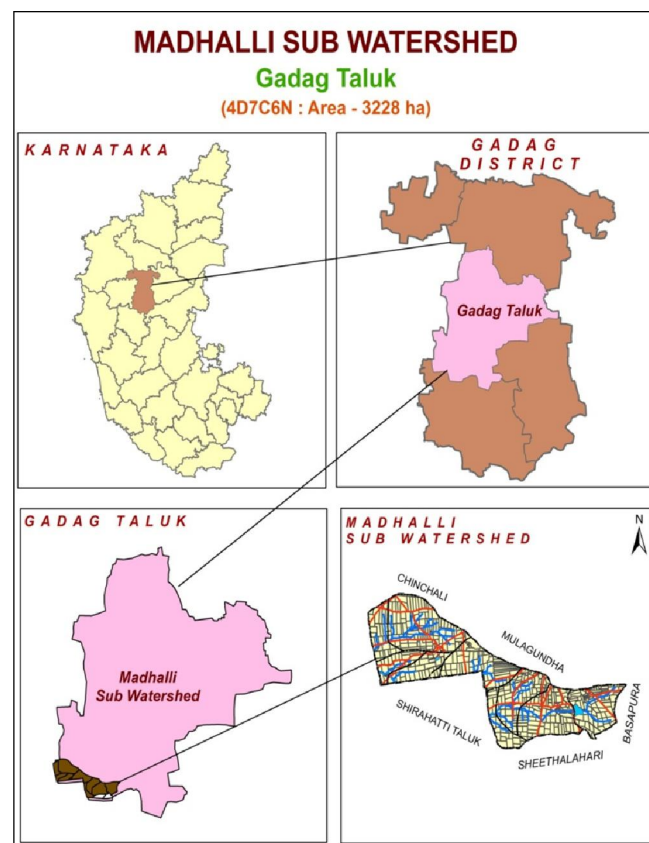 MADHALLI SUB WATERSHED
Gadag Taluk
(4D7C6N : Area - 3228 ha)
KARNATAKA
GADAG
DISTRICT
Gadag Taluk
GADAG TALUK
Madhalli
Sub Watershed
MADHALLI
SUB WATERSHED
N
CHINCHALI
MULAGUNDHA
BASAPURA
SHIRAHATTI TALUK
SHEETHALAHARI